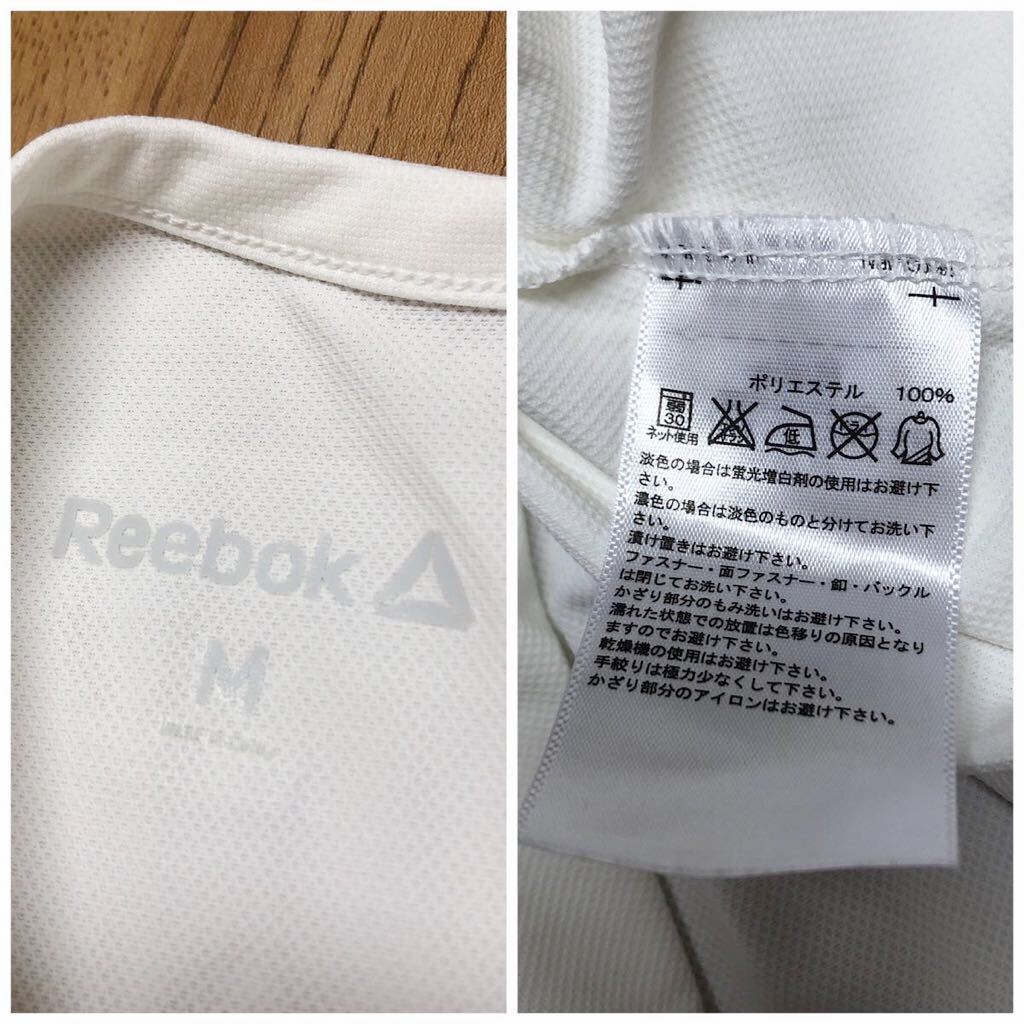 Reebok
M
ポリエステル 100%
弱
30
ネット使用
低
淡色の場合は蛍光増白剤の使用はお避け下
さい。
濃色の場合は淡色のものと分けてお洗い下
さい。
漬け置きはお避け下さい。
ファスナー・面ファスナー・釦・バックル
は閉じてお洗い下さい。
かざり部分のもみ洗いはお避け下さい。
濡れた状態での放置は色移りの原因となり
ますのでお避け下さい。
乾燥機の使用はお避け下さい。
手絞りは極力少なくして下さい。
かざり部分のアイロンはお避け下さい。